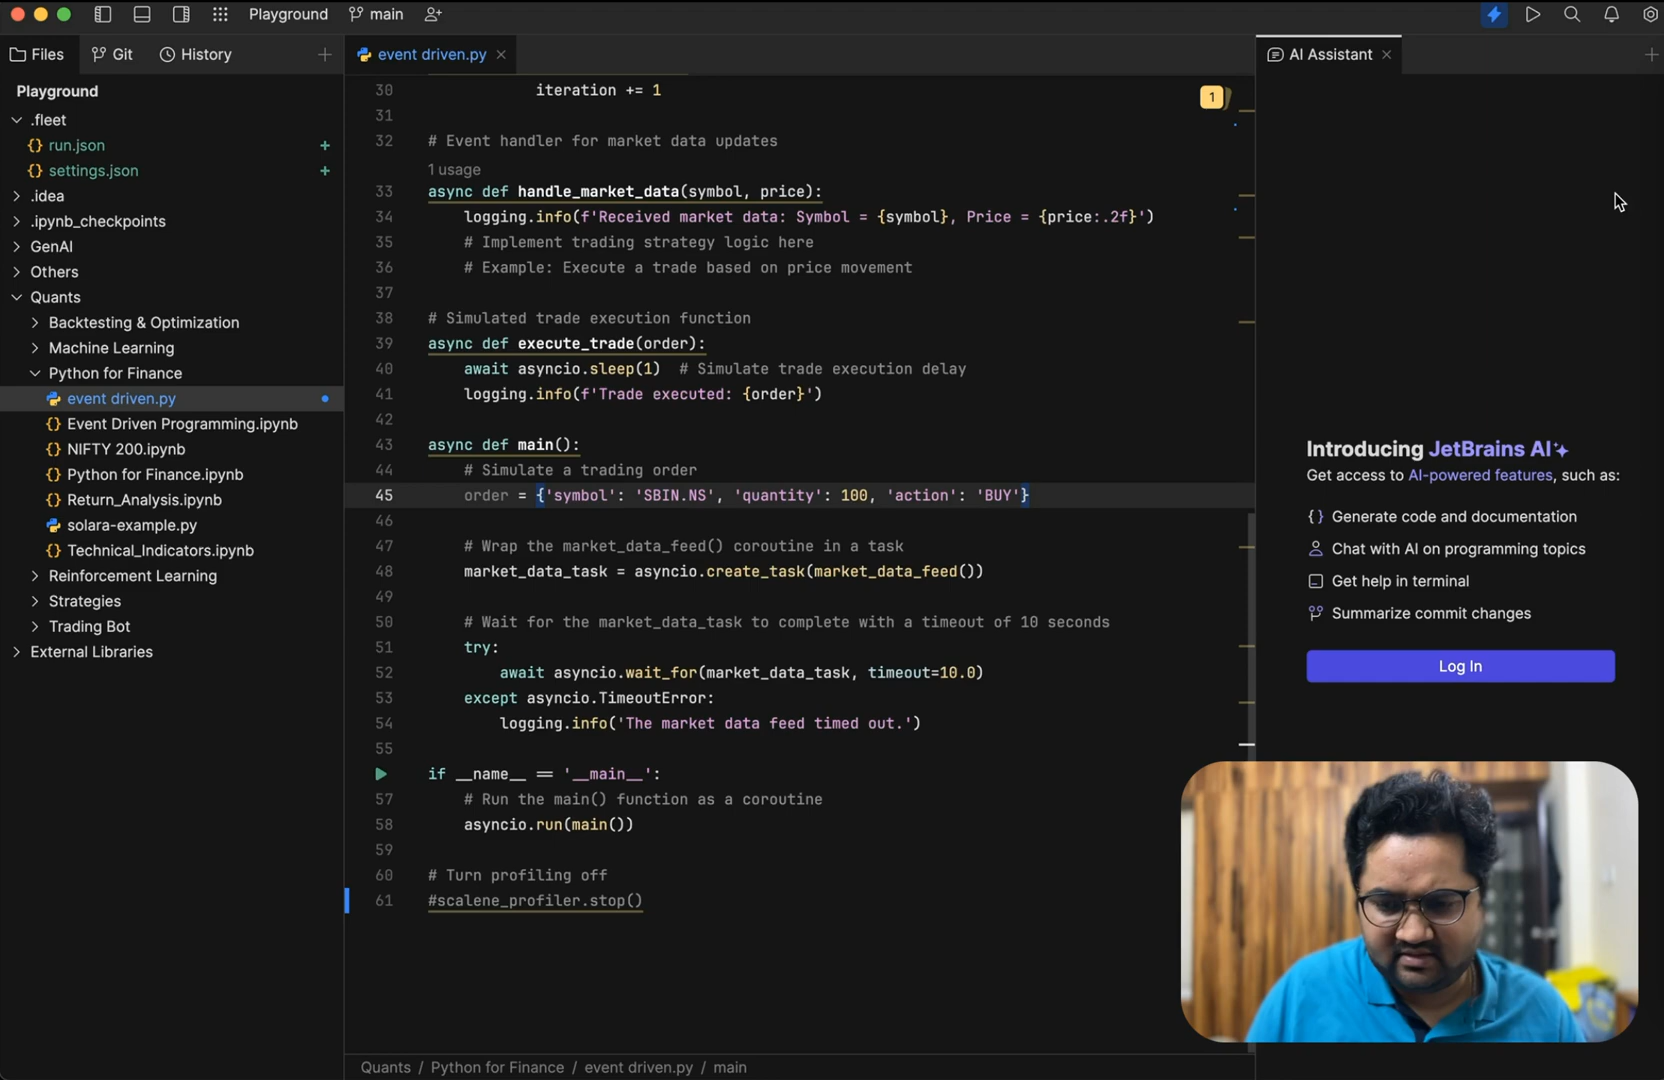 Playground
main
Files
Git
History
event driven.py
AI Assistant
Playground
.fleet
run.json
settings.json
.idea
.ipynb_checkpoints
GenAI
Others
Quants
Backtesting & Optimization
Machine Learning
Python for Finance
event driven.py
Event Driven Programming.ipynb
NIFTY 200.ipynb
Python for Finance.ipynb
Return_Analysis.ipynb
solara-example.py
Technical_Indicators.ipynb
Reinforcement Learning
Strategies
Trading Bot
External Libraries
30 iteration += 1
1
31
32 # Event handler for market data updates
1 usage
33 async def handle_market_data(symbol, price):
34 logging.info(f'Received market data: Symbol = {symbol}, Price = {price:.2f}')
35 # Implement trading strategy logic here
36 # Example: Execute a trade based on price movement
37
38 # Simulated trade execution function
39 async def execute_trade(order):
40 await asyncio.sleep(1)  # Simulate trade execution delay
41 logging.info(f'Trade executed: {order}')
42
43 async def main():
44 # Simulate a trading order
45 order = {'symbol': 'SBIN.NS', 'quantity': 100, 'action': 'BUY'}
46
47 # Wrap the market_data_feed() coroutine in a task
48 market_data_task = asyncio.create_task(market_data_feed())
49
50 # Wait for the market_data_task to complete with a timeout of 10 seconds
51 try:
52 await asyncio.wait_for(market_data_task, timeout=10.0)
53 except asyncio.TimeoutError:
54 logging.info('The market data feed timed out.')
55
if __name__ == '__main__':
57 # Run the main() function as a coroutine
58 asyncio.run(main())
59
60 # Turn profiling off
61 #scalene_profiler.stop()
Quants / Python for Finance / event driven.py / main
Introducing JetBrains AI
Get access to AI-powered features, such as:
{} Generate code and documentation
Chat with AI on programming topics
Get help in terminal
Summarize commit changes
Log In